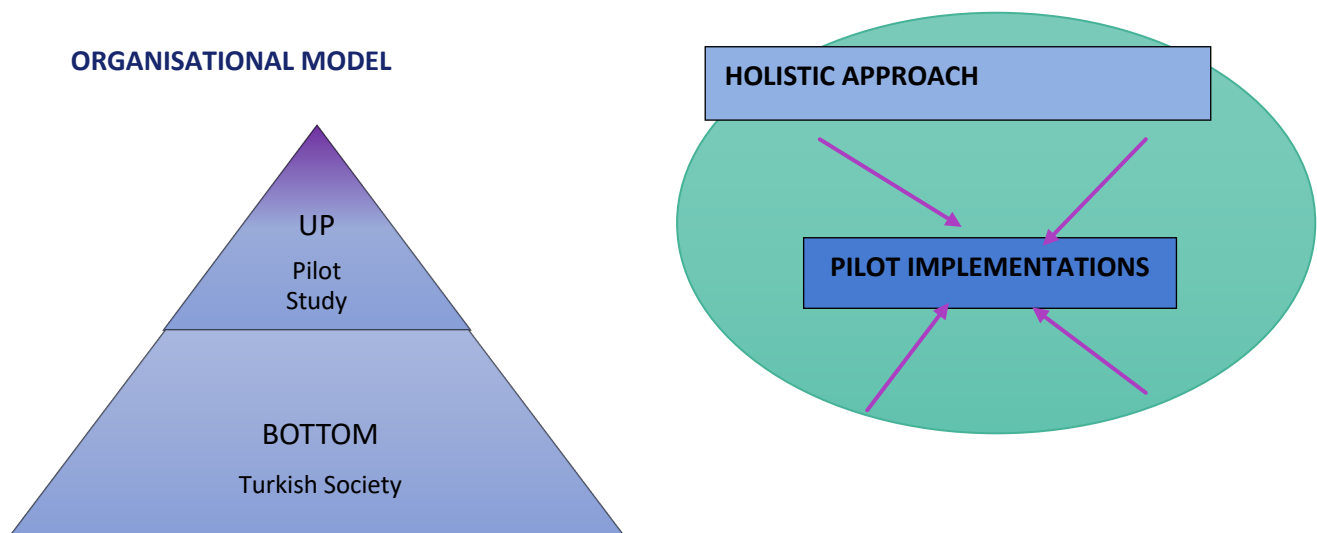 ORGANISATIONAL MODEL
UP
Pilot
Study
BOTTOM
Turkish Society
HOLISTIC APPROACH
PILOT IMPLEMENTATIONS